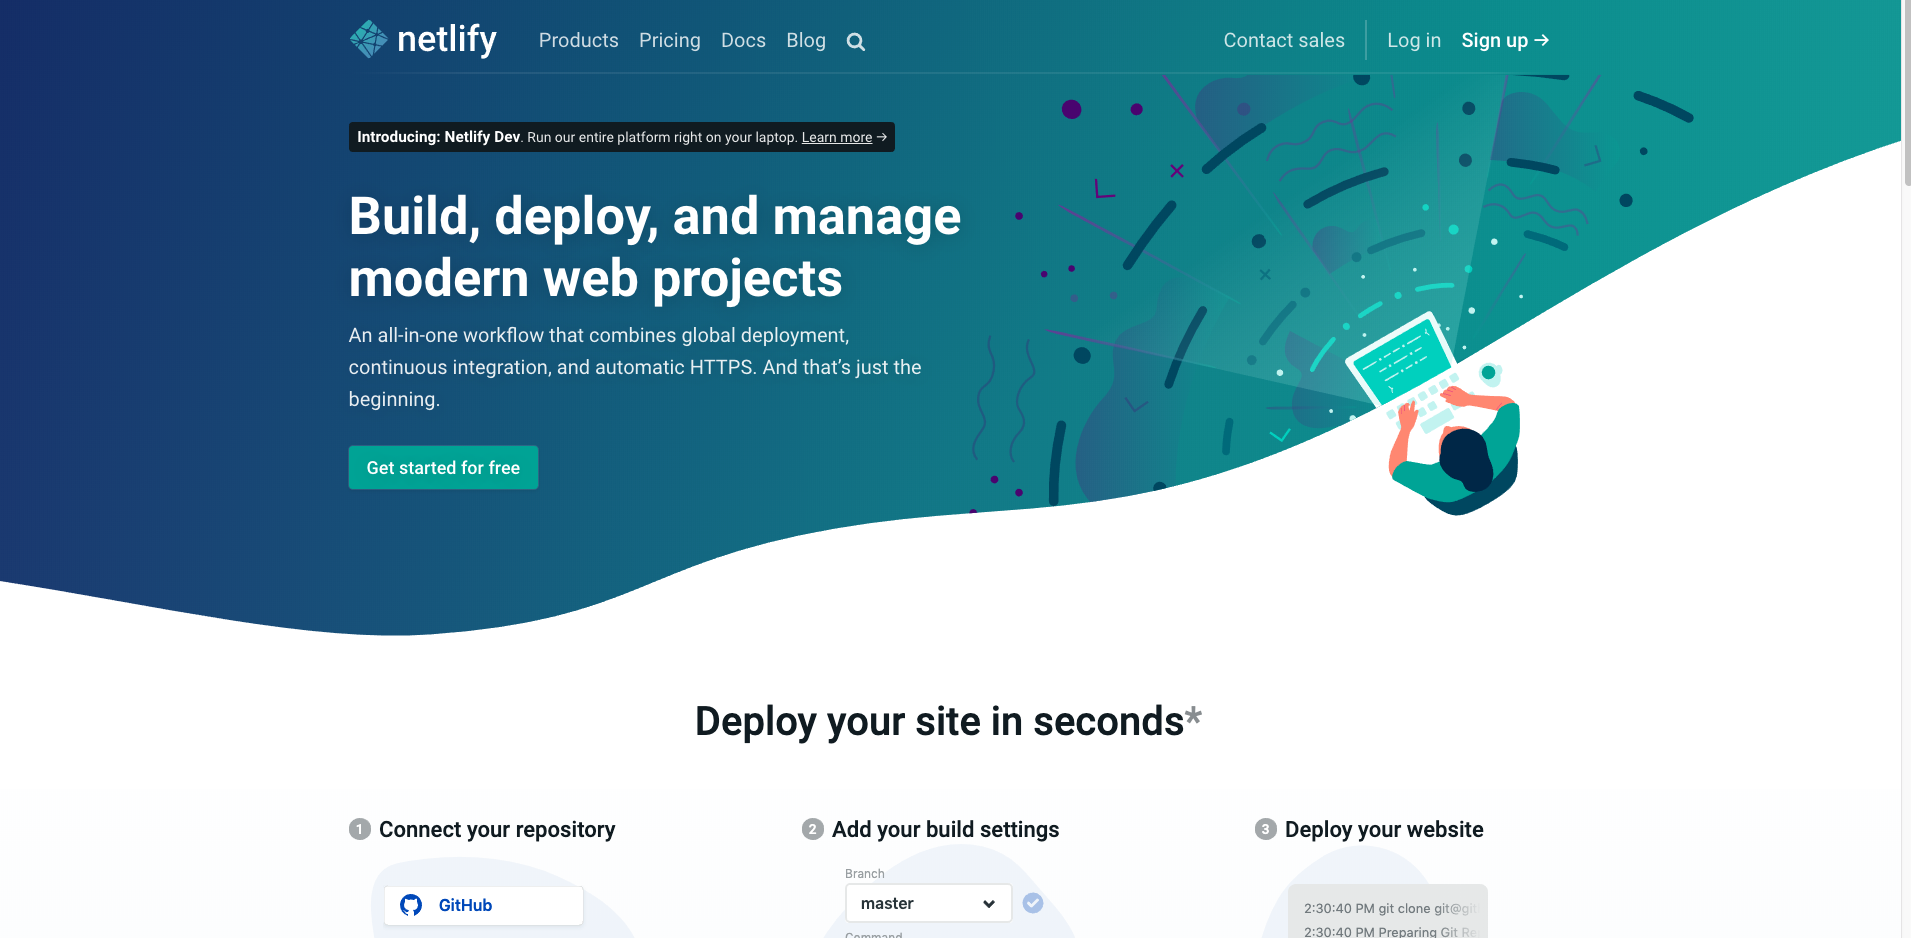 netlify
Products Pricing Docs Blog
Contact sales Log in Sign up →
Introducing: Netlify Dev. Run our entire platform right on your laptop. Learn more →
Build, deploy, and manage
modern web projects
An all-in-one workflow that combines global deployment,
continuous integration, and automatic HTTPS. And that’s just the
beginning.
Get started for free
Deploy your site in seconds*
1 Connect your repository
GitHub
2 Add your build settings
Branch
master
Command
3 Deploy your website
2:30:40 PM git clone git@git
2:30:40 PM Preparing Git Re